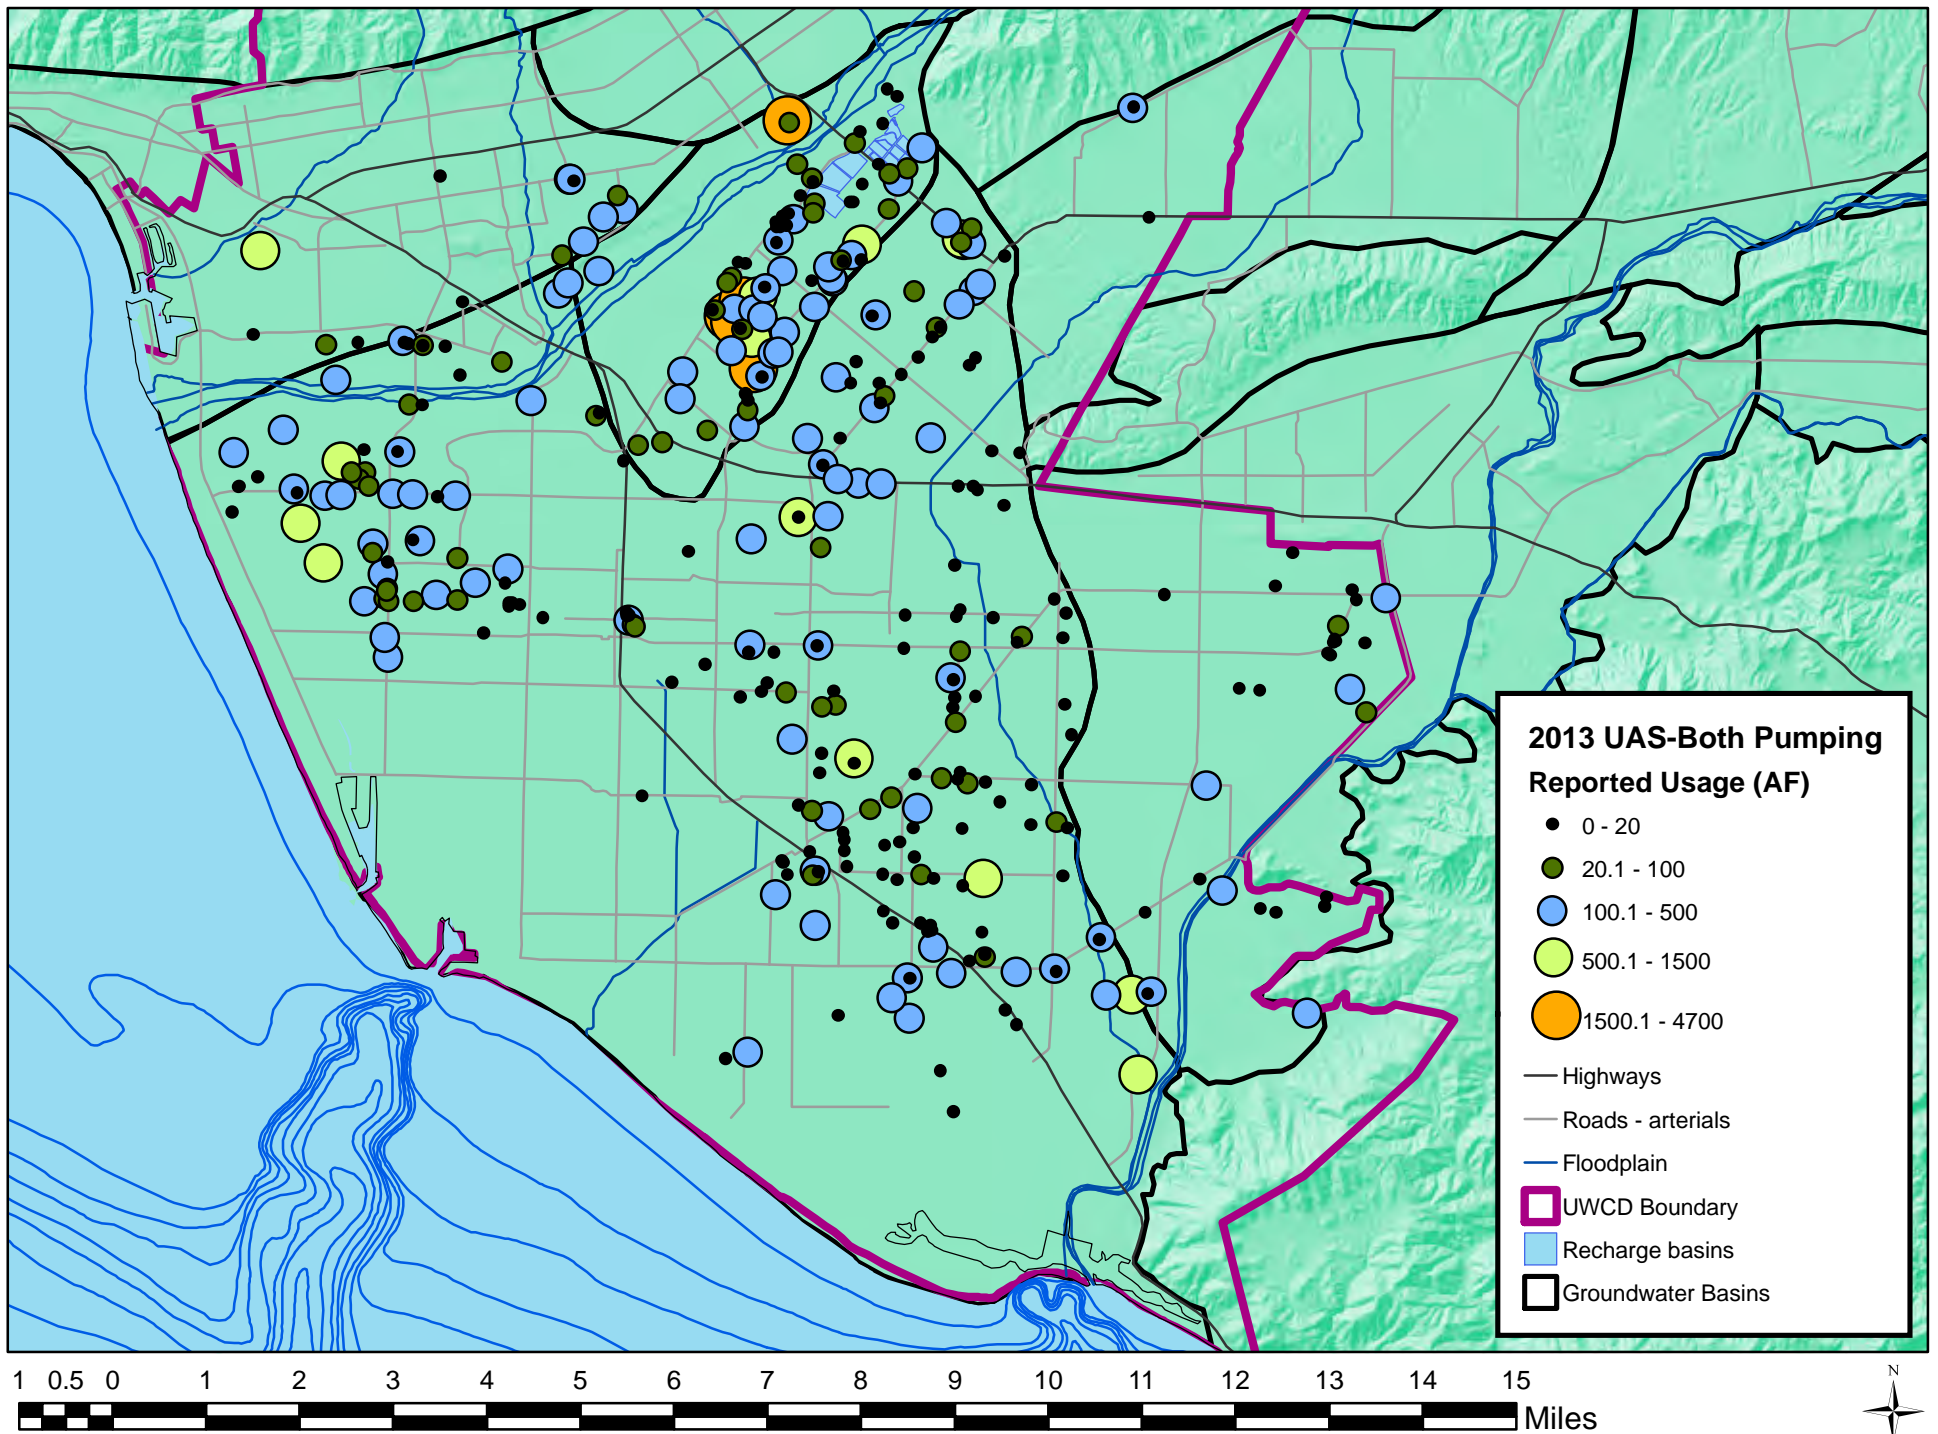 2013 UAS-Both Pumping
Reported Usage (AF)
0 - 20
20.1 - 100
100.1 - 500
500.1 - 1500
1500.1 - 4700
Highways
Roads - arterials
Floodplain
UWCD Boundary
Recharge basins
Groundwater Basins
1 0.5 0 1 2 3 4 5 6 7 8 9 10 11 12 13 14 15
Miles
N